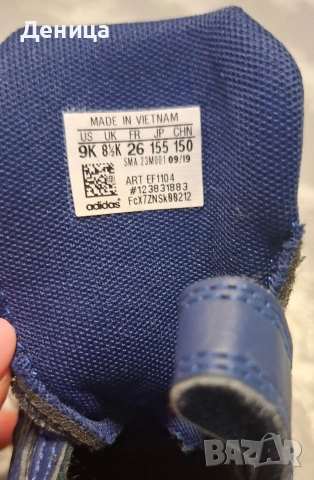 Деница
MADE IN VIETNAM
US UK FR JP CHN
9K 8½K 26 155 150
SMA 23M001 09/19
ART EF1104
#123831883
FcX7ZNSk00212
adidas
BAZAR